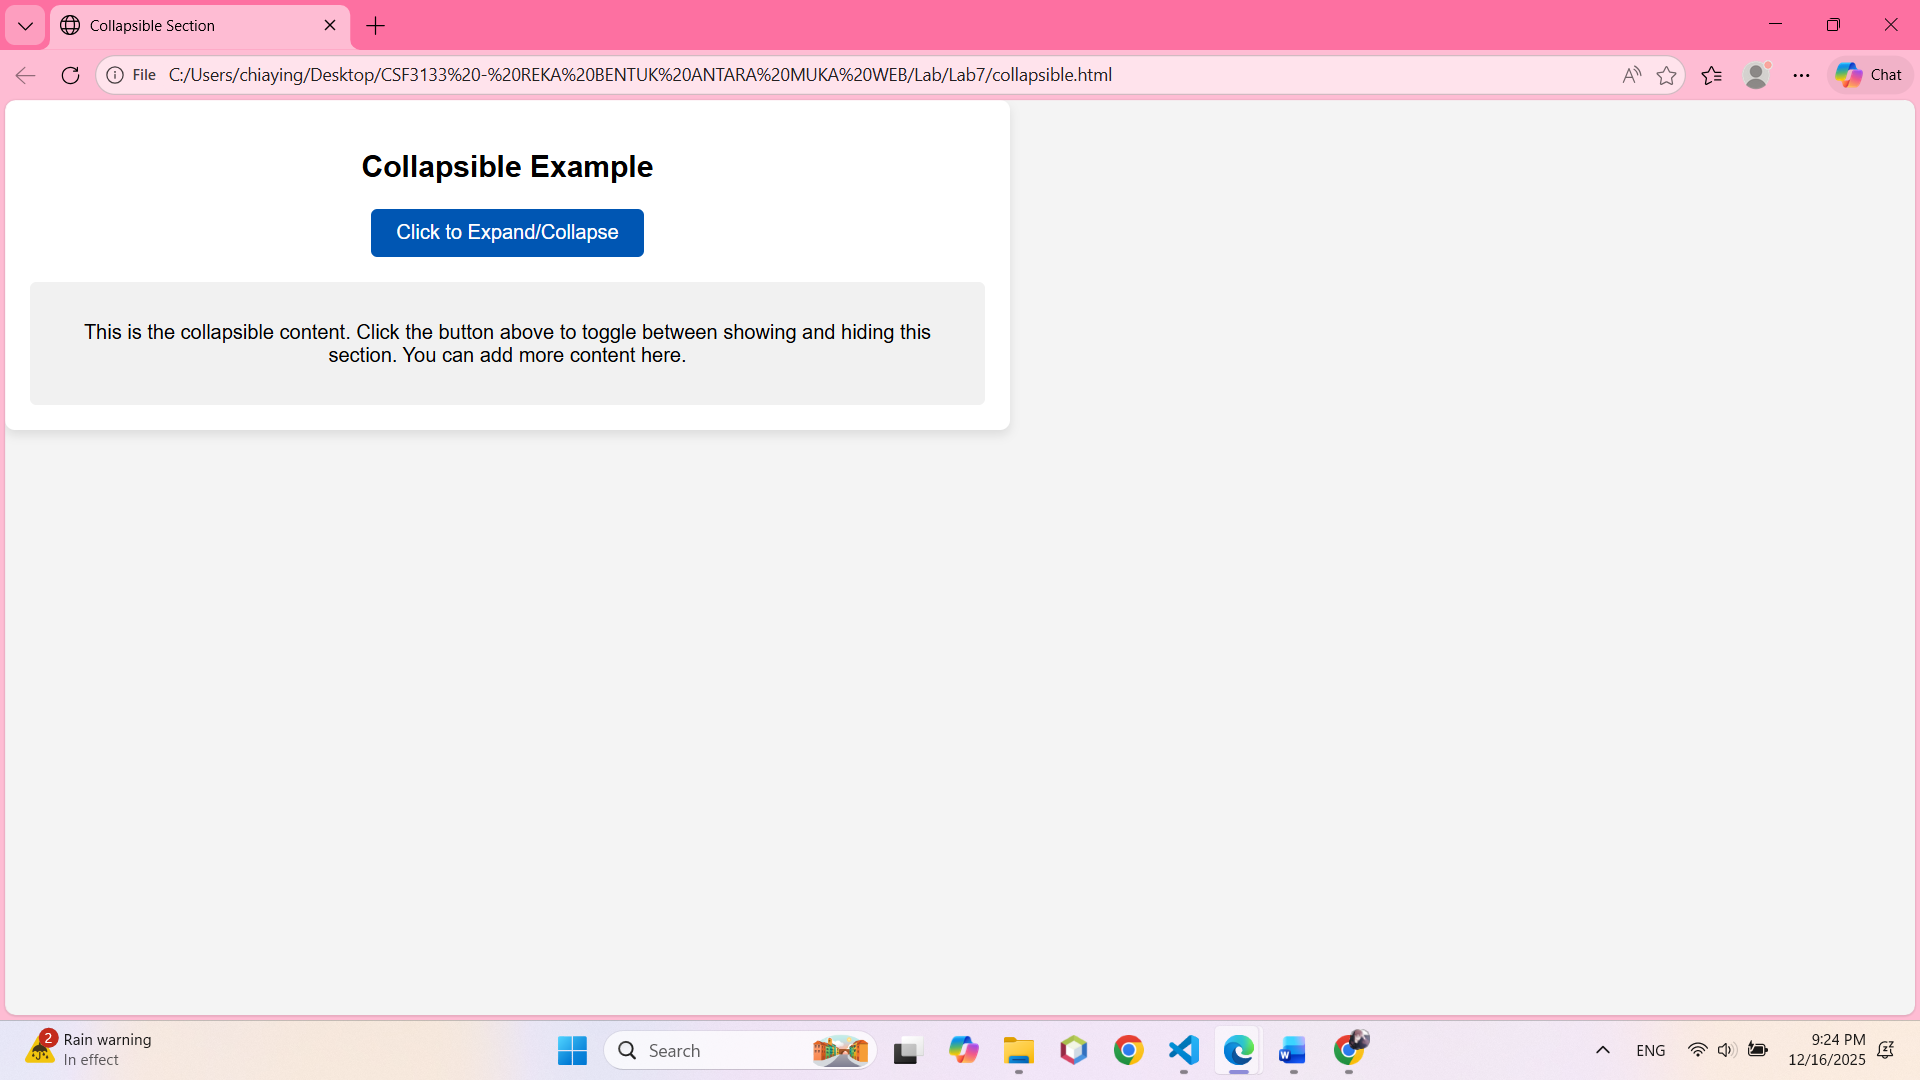 Collapsible Section
File C:/Users/chiaying/Desktop/CSF3133%20-%20REKA%20BENTUK%20ANTARA%20MUKA%20WEB/Lab/Lab7/collapsible.html
Chat
Collapsible Example
Click to Expand/Collapse
This is the collapsible content. Click the button above to toggle between showing and hiding this
section. You can add more content here.
2
Rain warning
In effect
Search
W
ENG
9:24 PM
12/16/2025